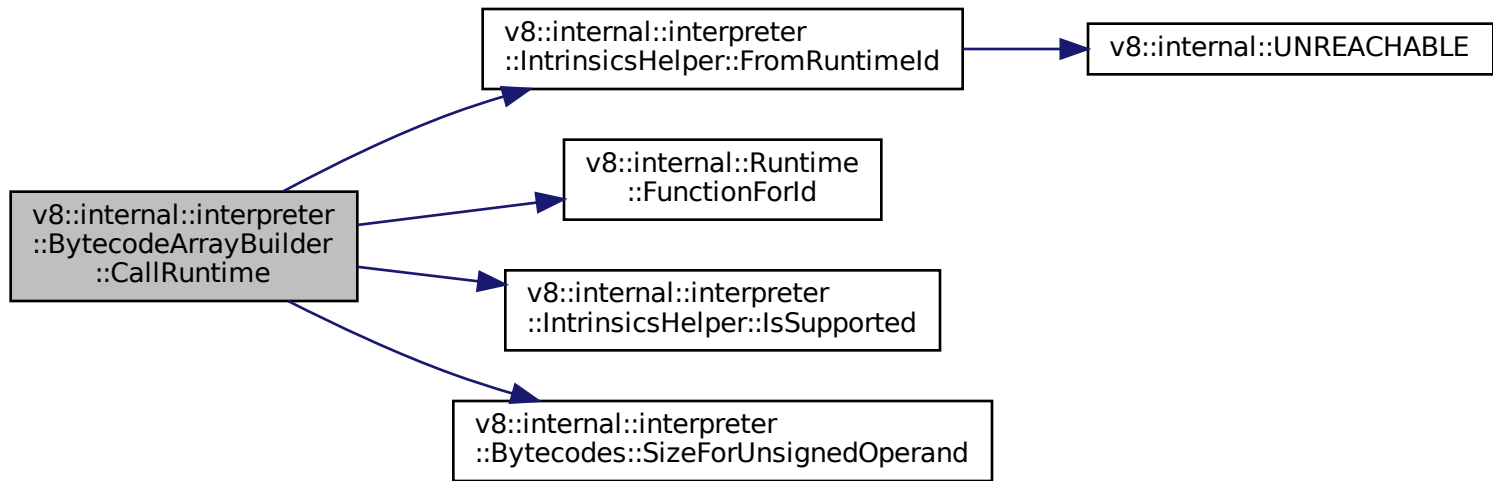 v8::internal::interpreter
::BytecodeArrayBuilder
::CallRuntime
v8::internal::interpreter
::IntrinsicsHelper::FromRuntimeId
v8::internal::UNREACHABLE
v8::internal::Runtime
::FunctionForId
v8::internal::interpreter
::IntrinsicsHelper::IsSupported
v8::internal::interpreter
::Bytecodes::SizeForUnsignedOperand